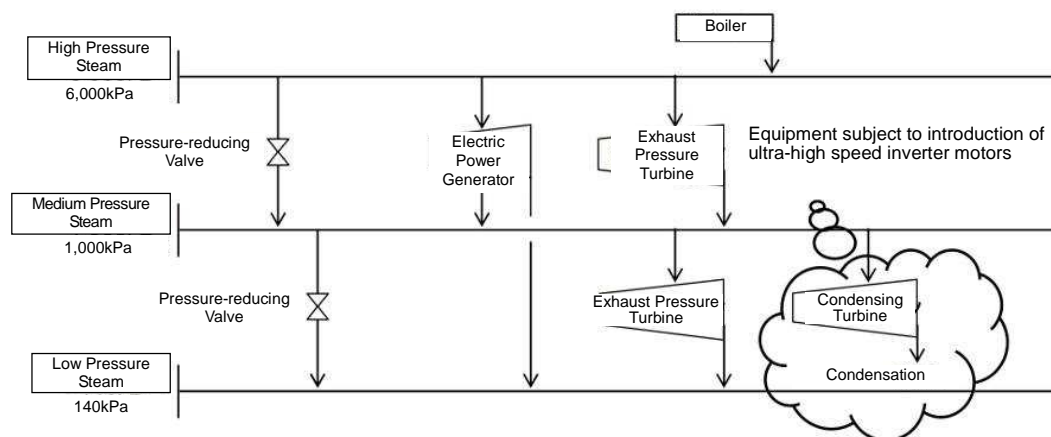 Boiler
High Pressure
Steam
6,000kPa
Pressure-reducing
Valve
Electric
Power
Generator
Exhaust
Pressure
Turbine
Equipment subject to introduction of
ultra-high speed inverter motors
Medium Pressure
Steam
1,000kPa
Pressure-reducing
Valve
Exhaust Pressure
Turbine
Condensing
Turbine
Low Pressure
Steam
140kPa
Condensation